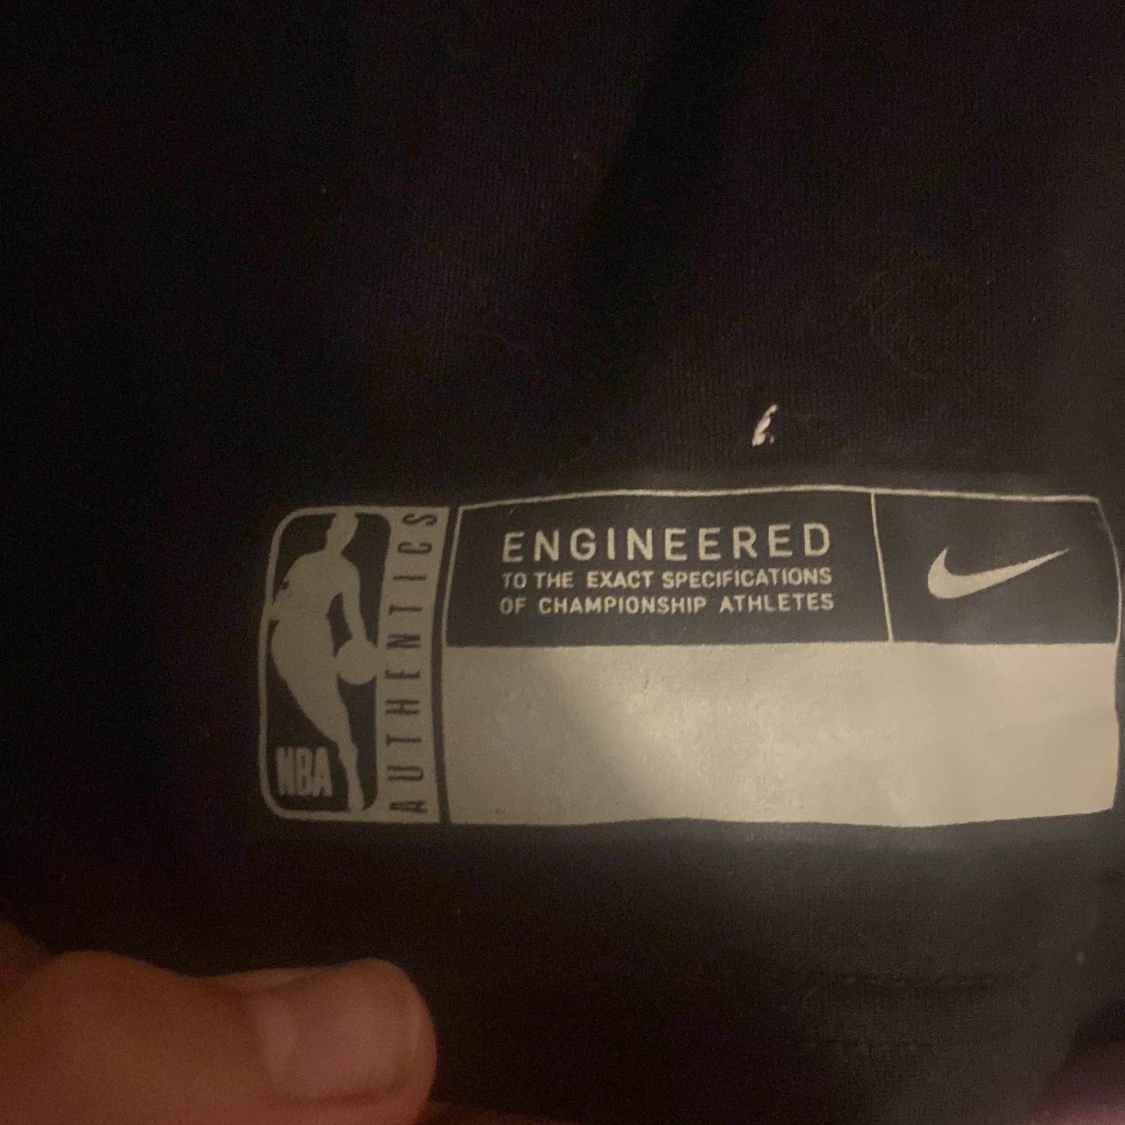 NBA
AUTHENTICS
ENGINEERED
TO THE EXACT SPECIFICATIONS
OF CHAMPIONSHIP ATHLETES